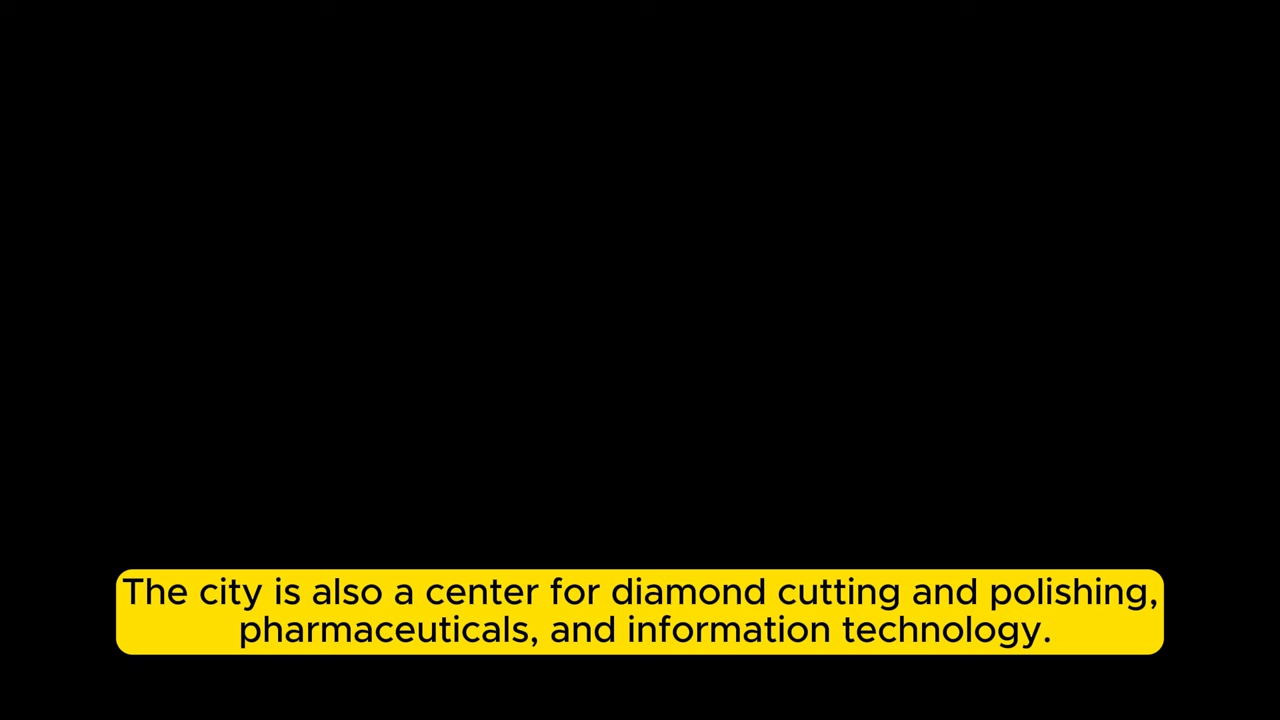 The city is also a center for diamond cutting and polishing,
pharmaceuticals, and information technology.